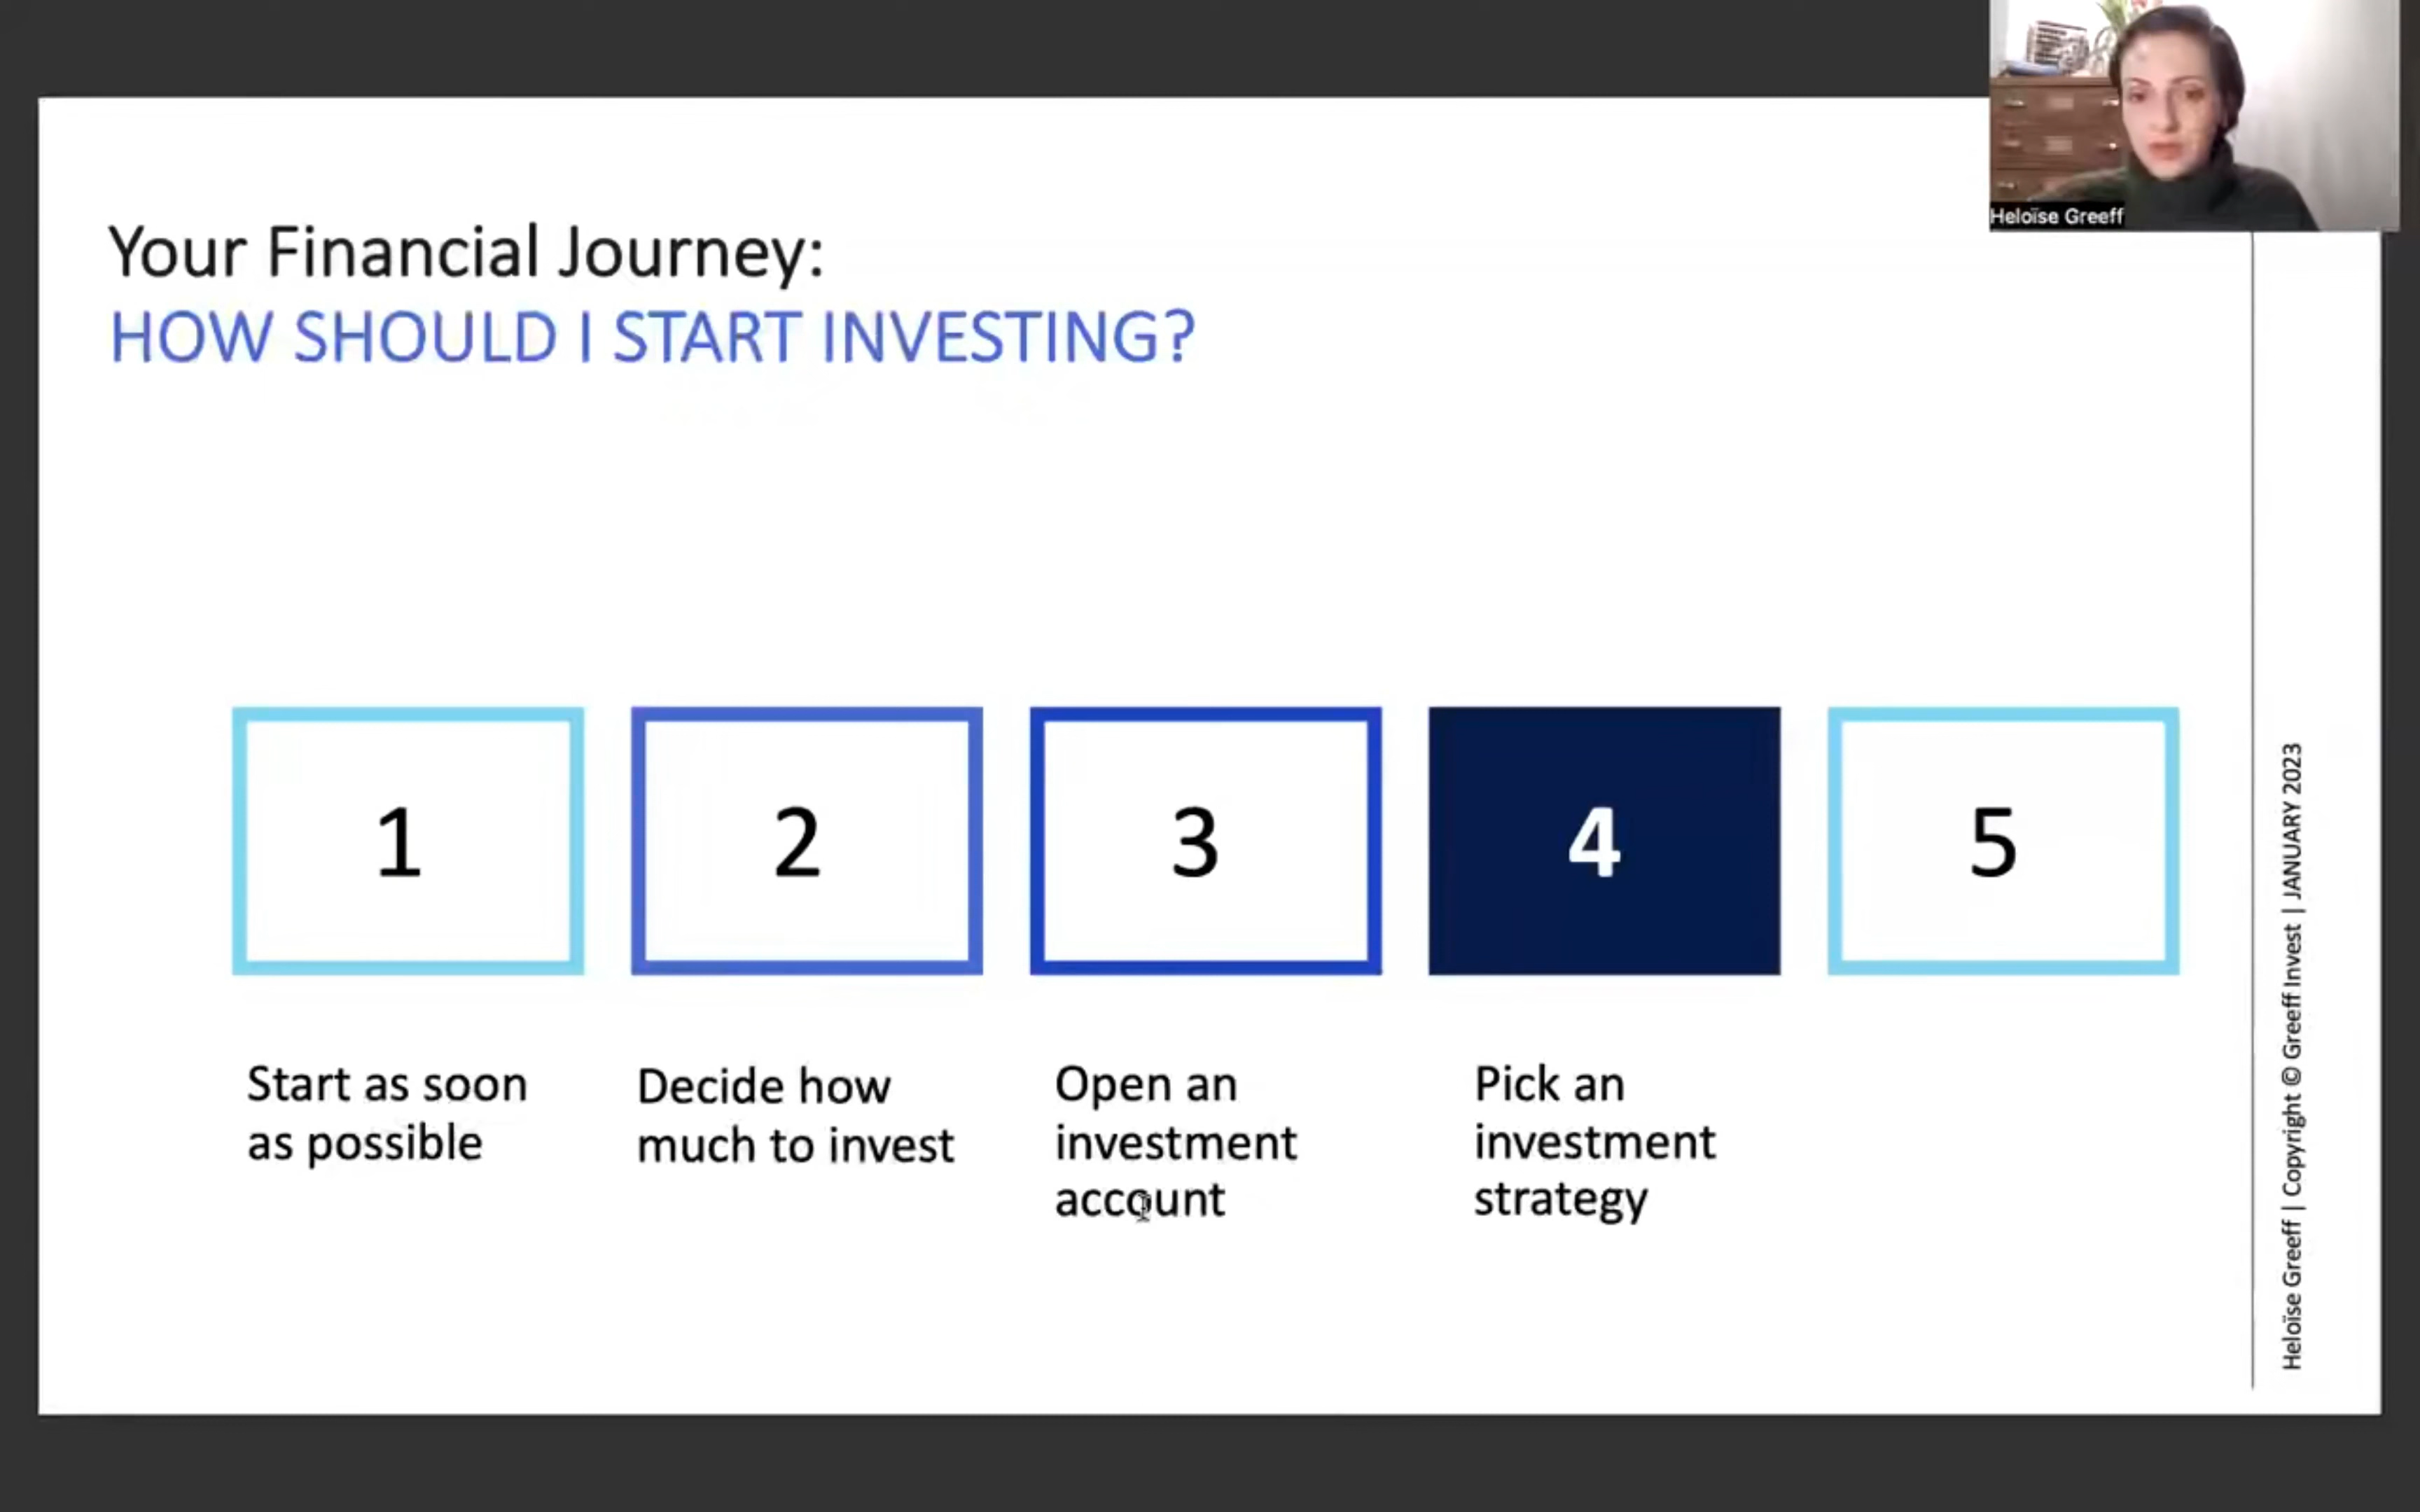 Heloïse Greeff
Your Financial Journey:
HOW SHOULD I START INVESTING?
1
2
3
4
5
Start as soon
as possible
Decide how
much to invest
Open an
investment
account
Pick an
investment
strategy
Heloïse Greeff | Copyright © Greeff Invest | JANUARY 2023